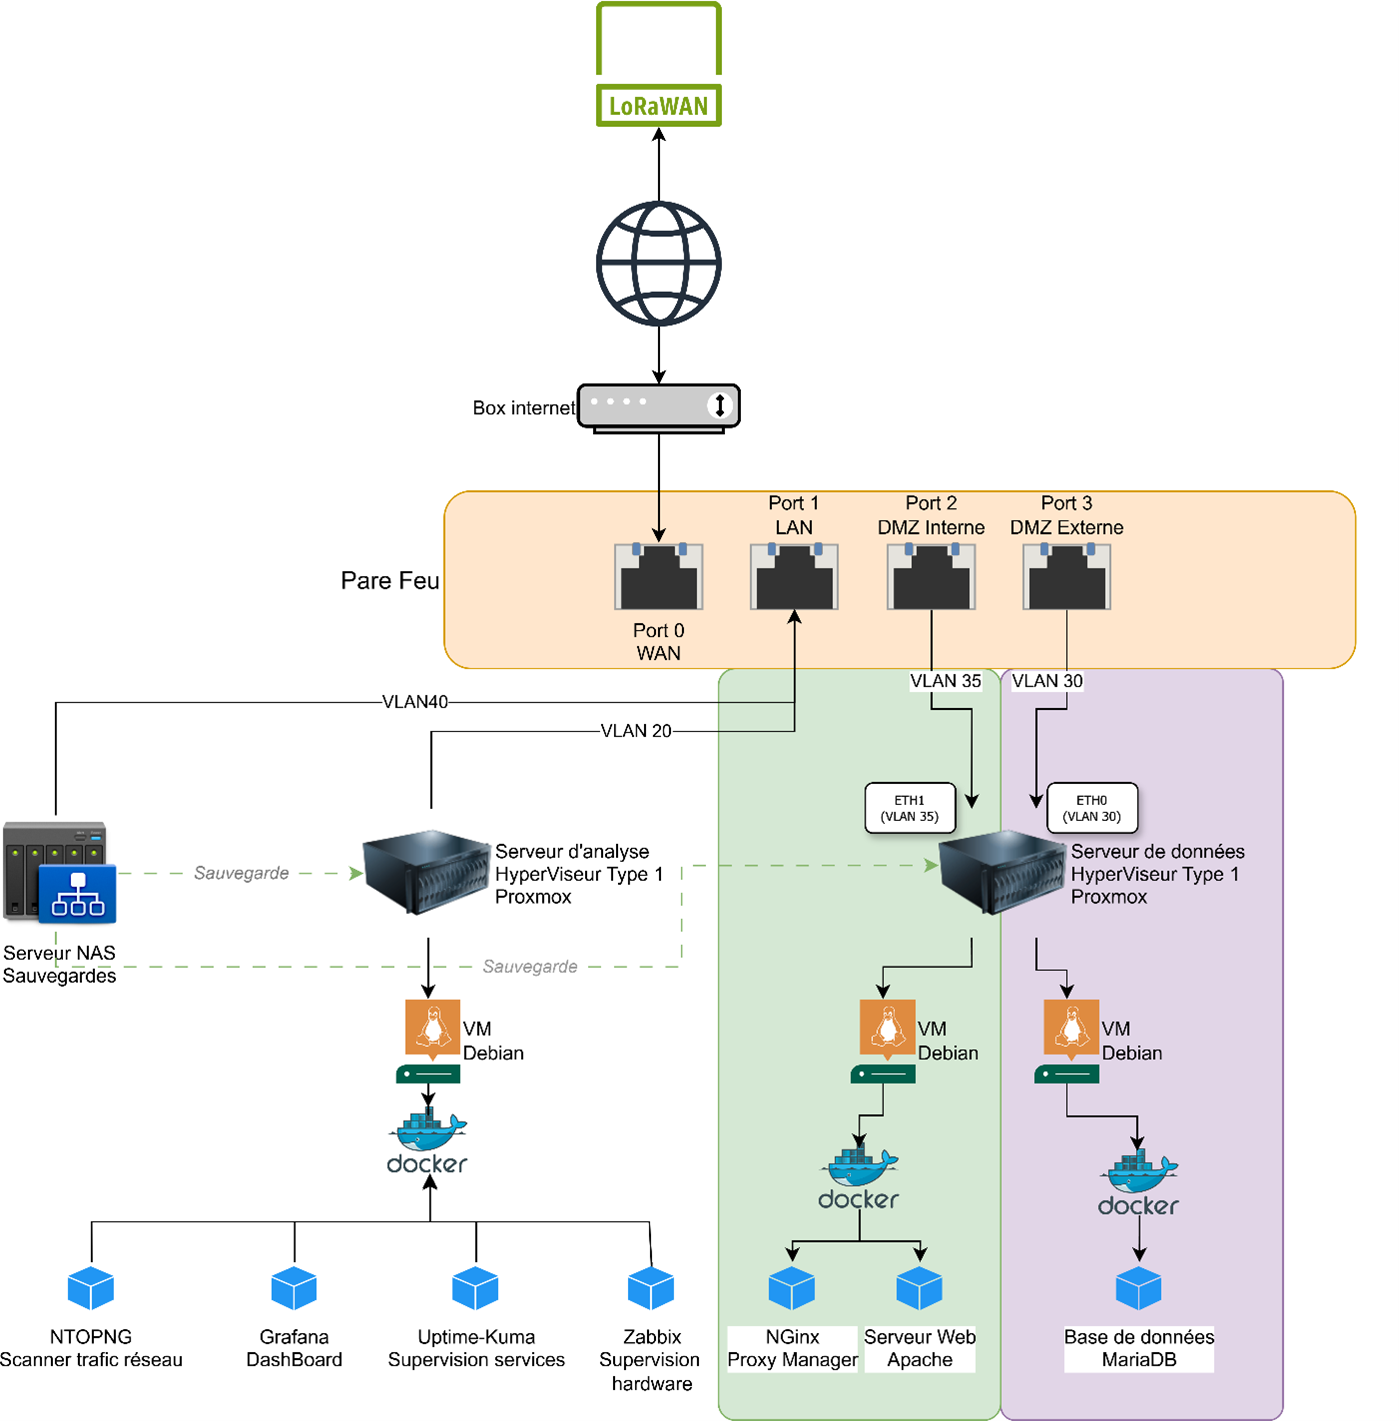 LoRaWAN
Box internet
Port 1
LAN
Port 2
DMZ Interne
Port 3
DMZ Externe
Pare Feu
Port 0
WAN
VLAN 35
VLAN 30
VLAN40
VLAN 20
ETH1
(VLAN 35)
ETH0
(VLAN 30)
Serveur d'analyse
HyperViseur Type 1
Proxmox
Serveur de données
HyperViseur Type 1
Proxmox
Sauvegarde
Serveur NAS
Sauvegardes
Sauvegarde
VM
Debian
VM
Debian
VM
Debian
docker
docker
docker
NTOPNG
Scanner trafic réseau
Grafana
DashBoard
Uptime-Kuma
Supervision services
Zabbix
Supervision
hardware
NGinx
Proxy Manager
Serveur Web
Apache
Base de données
MariaDB